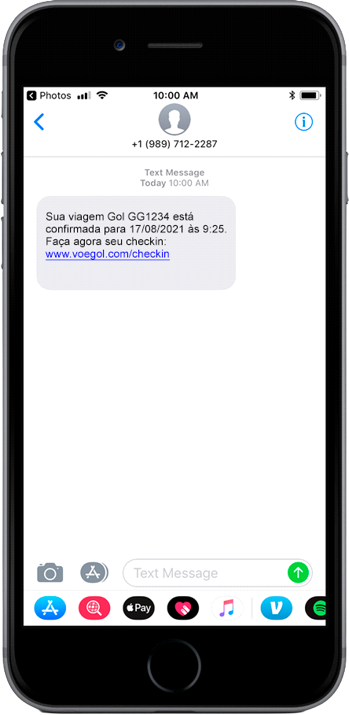 Photos 10:00 AM
+1 (989) 712-2287
Text Message
Today 10:00 AM
Sua viagem Gol GG1234 está
confirmada para 17/08/2021 às 9:25.
Faça agora seu checkin:
www.voegol.com/checkin
Text Message
Pay